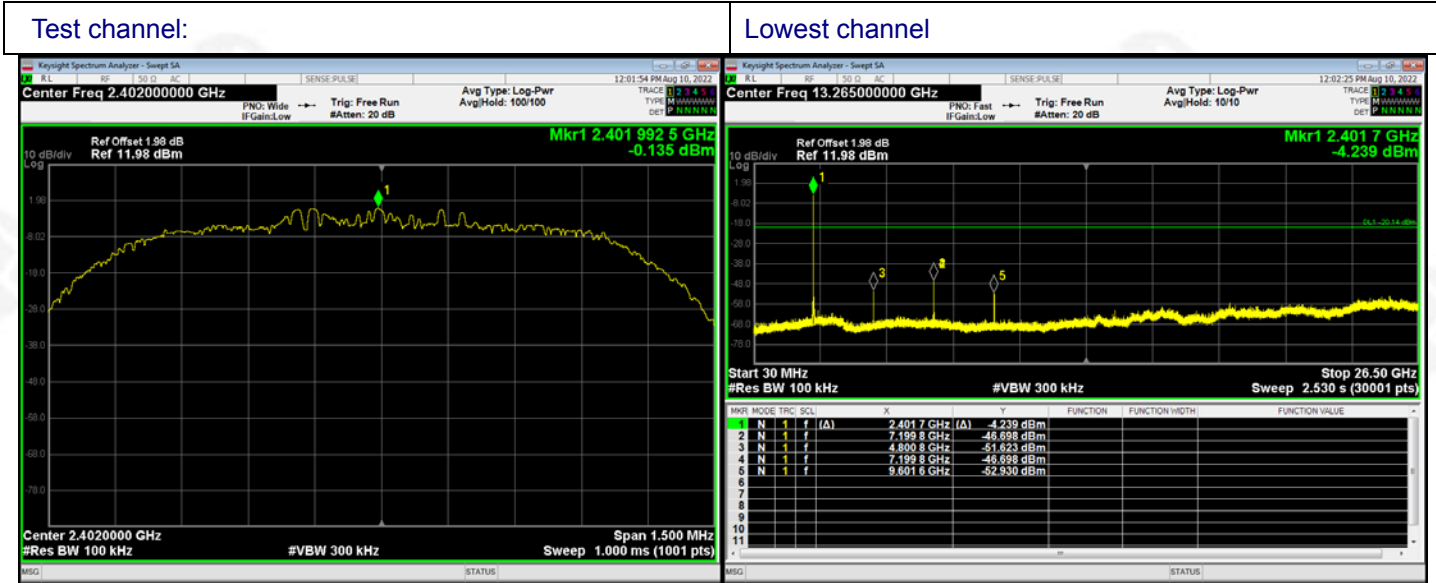 Test channel:
Lowest channel
Keysight Spectrum Analyzer - Swept SA
RL RF 50 Ω AC SENSE:PULSE 12:01:54 PM Aug 10, 2022
Center Freq 2.402000000 GHz
PNO: Wide
IFGain:Low
Trig: Free Run
#Atten: 20 dB
Avg Type: Log-Pwr
Avg|Hold: 100/100
TRACE 1 2 3 4 5 6
TYPE M W W W W W
DET P N N N N N
Mkr1 2.401 992 5 GHz
-0.135 dBm
Ref Offset 1.98 dB
10 dB/div Ref 11.98 dBm
Log
1
1.98
-8.02
-18.0
-28.0
-38.0
-48.0
-58.0
-68.0
-78.0
Center 2.4020000 GHz Span 1.500 MHz
#Res BW 100 kHz #VBW 300 kHz Sweep 1.000 ms (1001 pts)
MSG STATUS
Keysight Spectrum Analyzer - Swept SA
RL RF 50 Ω AC SENSE:PULSE 12:02:25 PM Aug 10, 2022
Center Freq 13.265000000 GHz
PNO: Fast
IFGain:Low
Trig: Free Run
#Atten: 20 dB
Avg Type: Log-Pwr
Avg|Hold: 10/10
TRACE 1 2 3 4 5 6
TYPE M W W W W W
DET P N N N N N
Mkr1 2.401 7 GHz
-4.239 dBm
Ref Offset 1.98 dB
10 dB/div Ref 11.98 dBm
Log
1
1.98
-8.02
-18.0
DL1 -20.14 dBm
-28.0
-38.0
3
5
-48.0
-58.0
-68.0
-78.0
Start 30 MHz Stop 26.50 GHz
#Res BW 100 kHz #VBW 300 kHz Sweep 2.530 s (30001 pts)
MKR MODE TRC SCL X Y FUNCTION FUNCTION WIDTH FUNCTION VALUE
1 N 1 f (Δ) 2.401 7 GHz (Δ) -4.239 dBm
2 N 1 f 7.199 8 GHz -46.698 dBm
3 N 1 f 4.800 8 GHz -51.623 dBm
4 N 1 f 7.199 8 GHz -46.698 dBm
5 N 1 f 9.601 6 GHz -52.930 dBm
6
7
8
9
10
11
MSG STATUS